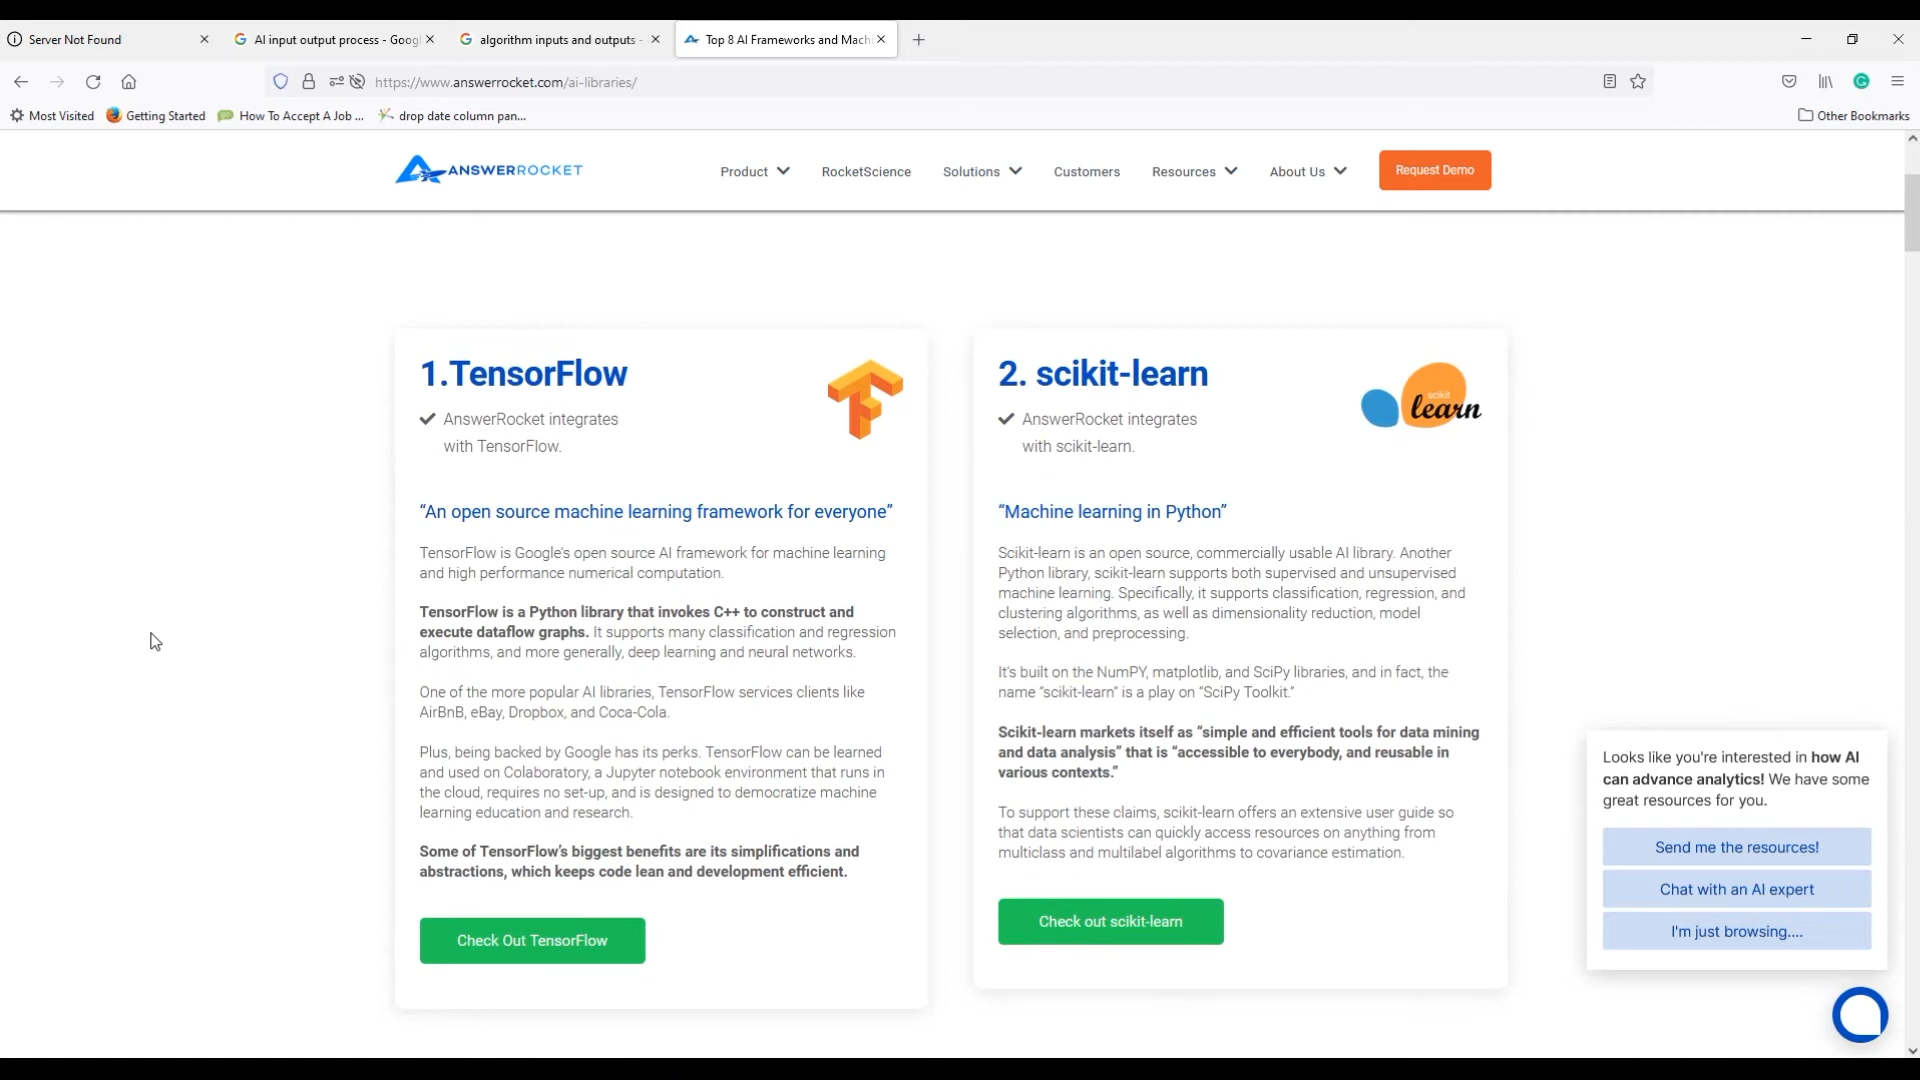 Server Not Found
AI input output process - Goog
algorithm inputs and outputs -
Top 8 AI Frameworks and Mach
https://www.answerrocket.com/ai-libraries/
Most Visited
Getting Started
How To Accept A Job ...
drop date column pan...
Other Bookmarks
ANSWERROCKET
Product
RocketScience
Solutions
Customers
Resources
About Us
Request Demo
1.TensorFlow
AnswerRocket integrates
with TensorFlow.
“An open source machine learning framework for everyone”
TensorFlow is Google’s open source AI framework for machine learning
and high performance numerical computation.
TensorFlow is a Python library that invokes C++ to construct and
execute dataflow graphs. It supports many classification and regression
algorithms, and more generally, deep learning and neural networks.
One of the more popular AI libraries, TensorFlow services clients like
AirBnB, eBay, Dropbox, and Coca-Cola.
Plus, being backed by Google has its perks. TensorFlow can be learned
and used on Colaboratory, a Jupyter notebook environment that runs in
the cloud, requires no set-up, and is designed to democratize machine
learning education and research.
Some of TensorFlow’s biggest benefits are its simplifications and
abstractions, which keeps code lean and development efficient.
Check Out TensorFlow
2. scikit-learn
AnswerRocket integrates
with scikit-learn.
scikit
learn
“Machine learning in Python”
Scikit-learn is an open source, commercially usable AI library. Another
Python library, scikit-learn supports both supervised and unsupervised
machine learning. Specifically, it supports classification, regression, and
clustering algorithms, as well as dimensionality reduction, model
selection, and preprocessing.
It’s built on the NumPY, matplotlib, and SciPy libraries, and in fact, the
name “scikit-learn” is a play on “SciPy Toolkit.”
Scikit-learn markets itself as “simple and efficient tools for data mining
and data analysis” that is “accessible to everybody, and reusable in
various contexts.”
To support these claims, scikit-learn offers an extensive user guide so
that data scientists can quickly access resources on anything from
multiclass and multilabel algorithms to covariance estimation.
Check out scikit-learn
Looks like you're interested in how AI
can advance analytics! We have some
great resources for you.
Send me the resources!
Chat with an AI expert
I'm just browsing....